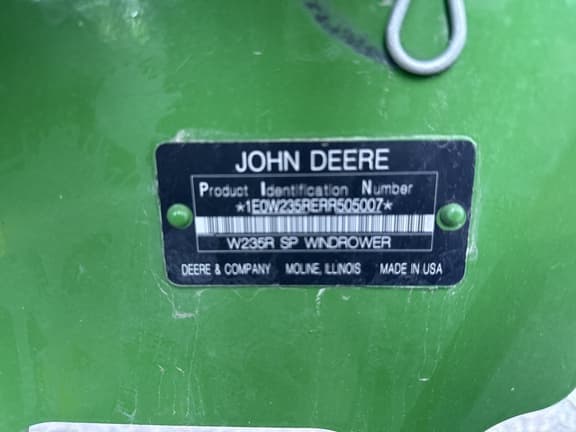 JOHN DEERE
Product Identification Number
*1E0W235RERR505007*
W235R SP WINDROWER
DEERE & COMPANY MOLINE, ILLINOIS MADE IN USA